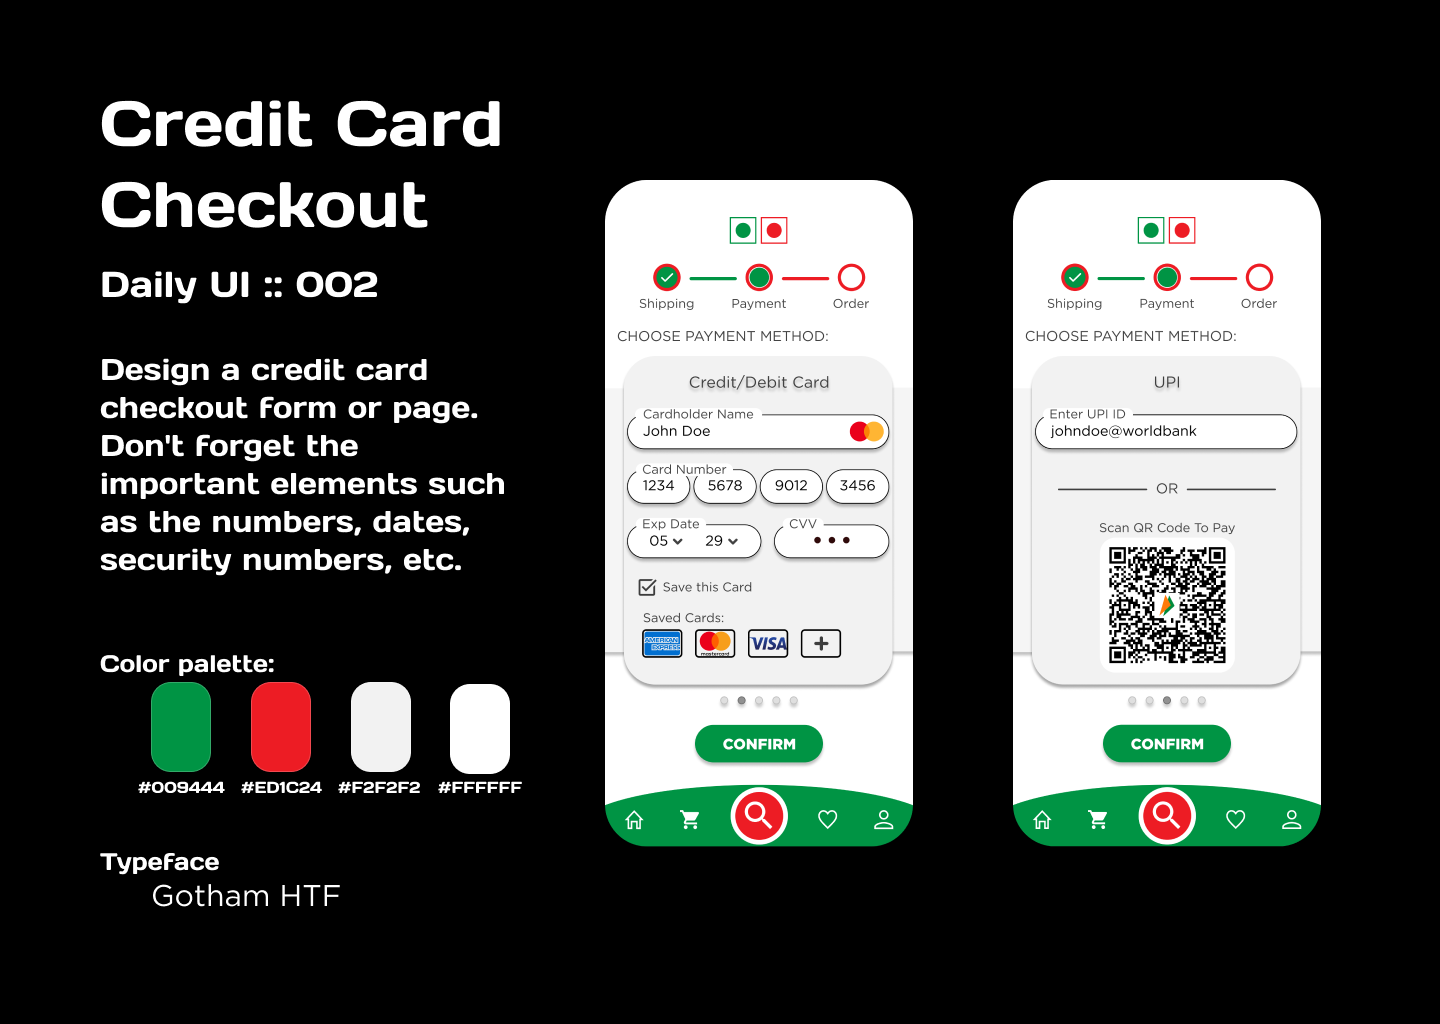 Credit Card
Checkout
Daily UI :: 002
Design a credit card
checkout form or page.
Don't forget the
important elements such
as the numbers, dates,
security numbers, etc.
Color palette:
#009444 #ED1C24 #F2F2F2 #FFFFFF
Typeface
Gotham HTF
Shipping Payment Order
CHOOSE PAYMENT METHOD:
Credit/Debit Card
Cardholder Name
John Doe
Card Number
1234 5678 9012 3456
Exp Date CVV
05 29
Save this Card
Saved Cards:
AMERICAN
EXPRESS
mastercard
VISA
CONFIRM
Shipping Payment Order
CHOOSE PAYMENT METHOD:
UPI
Enter UPI ID
johndoe@worldbank
OR
Scan QR Code To Pay
CONFIRM